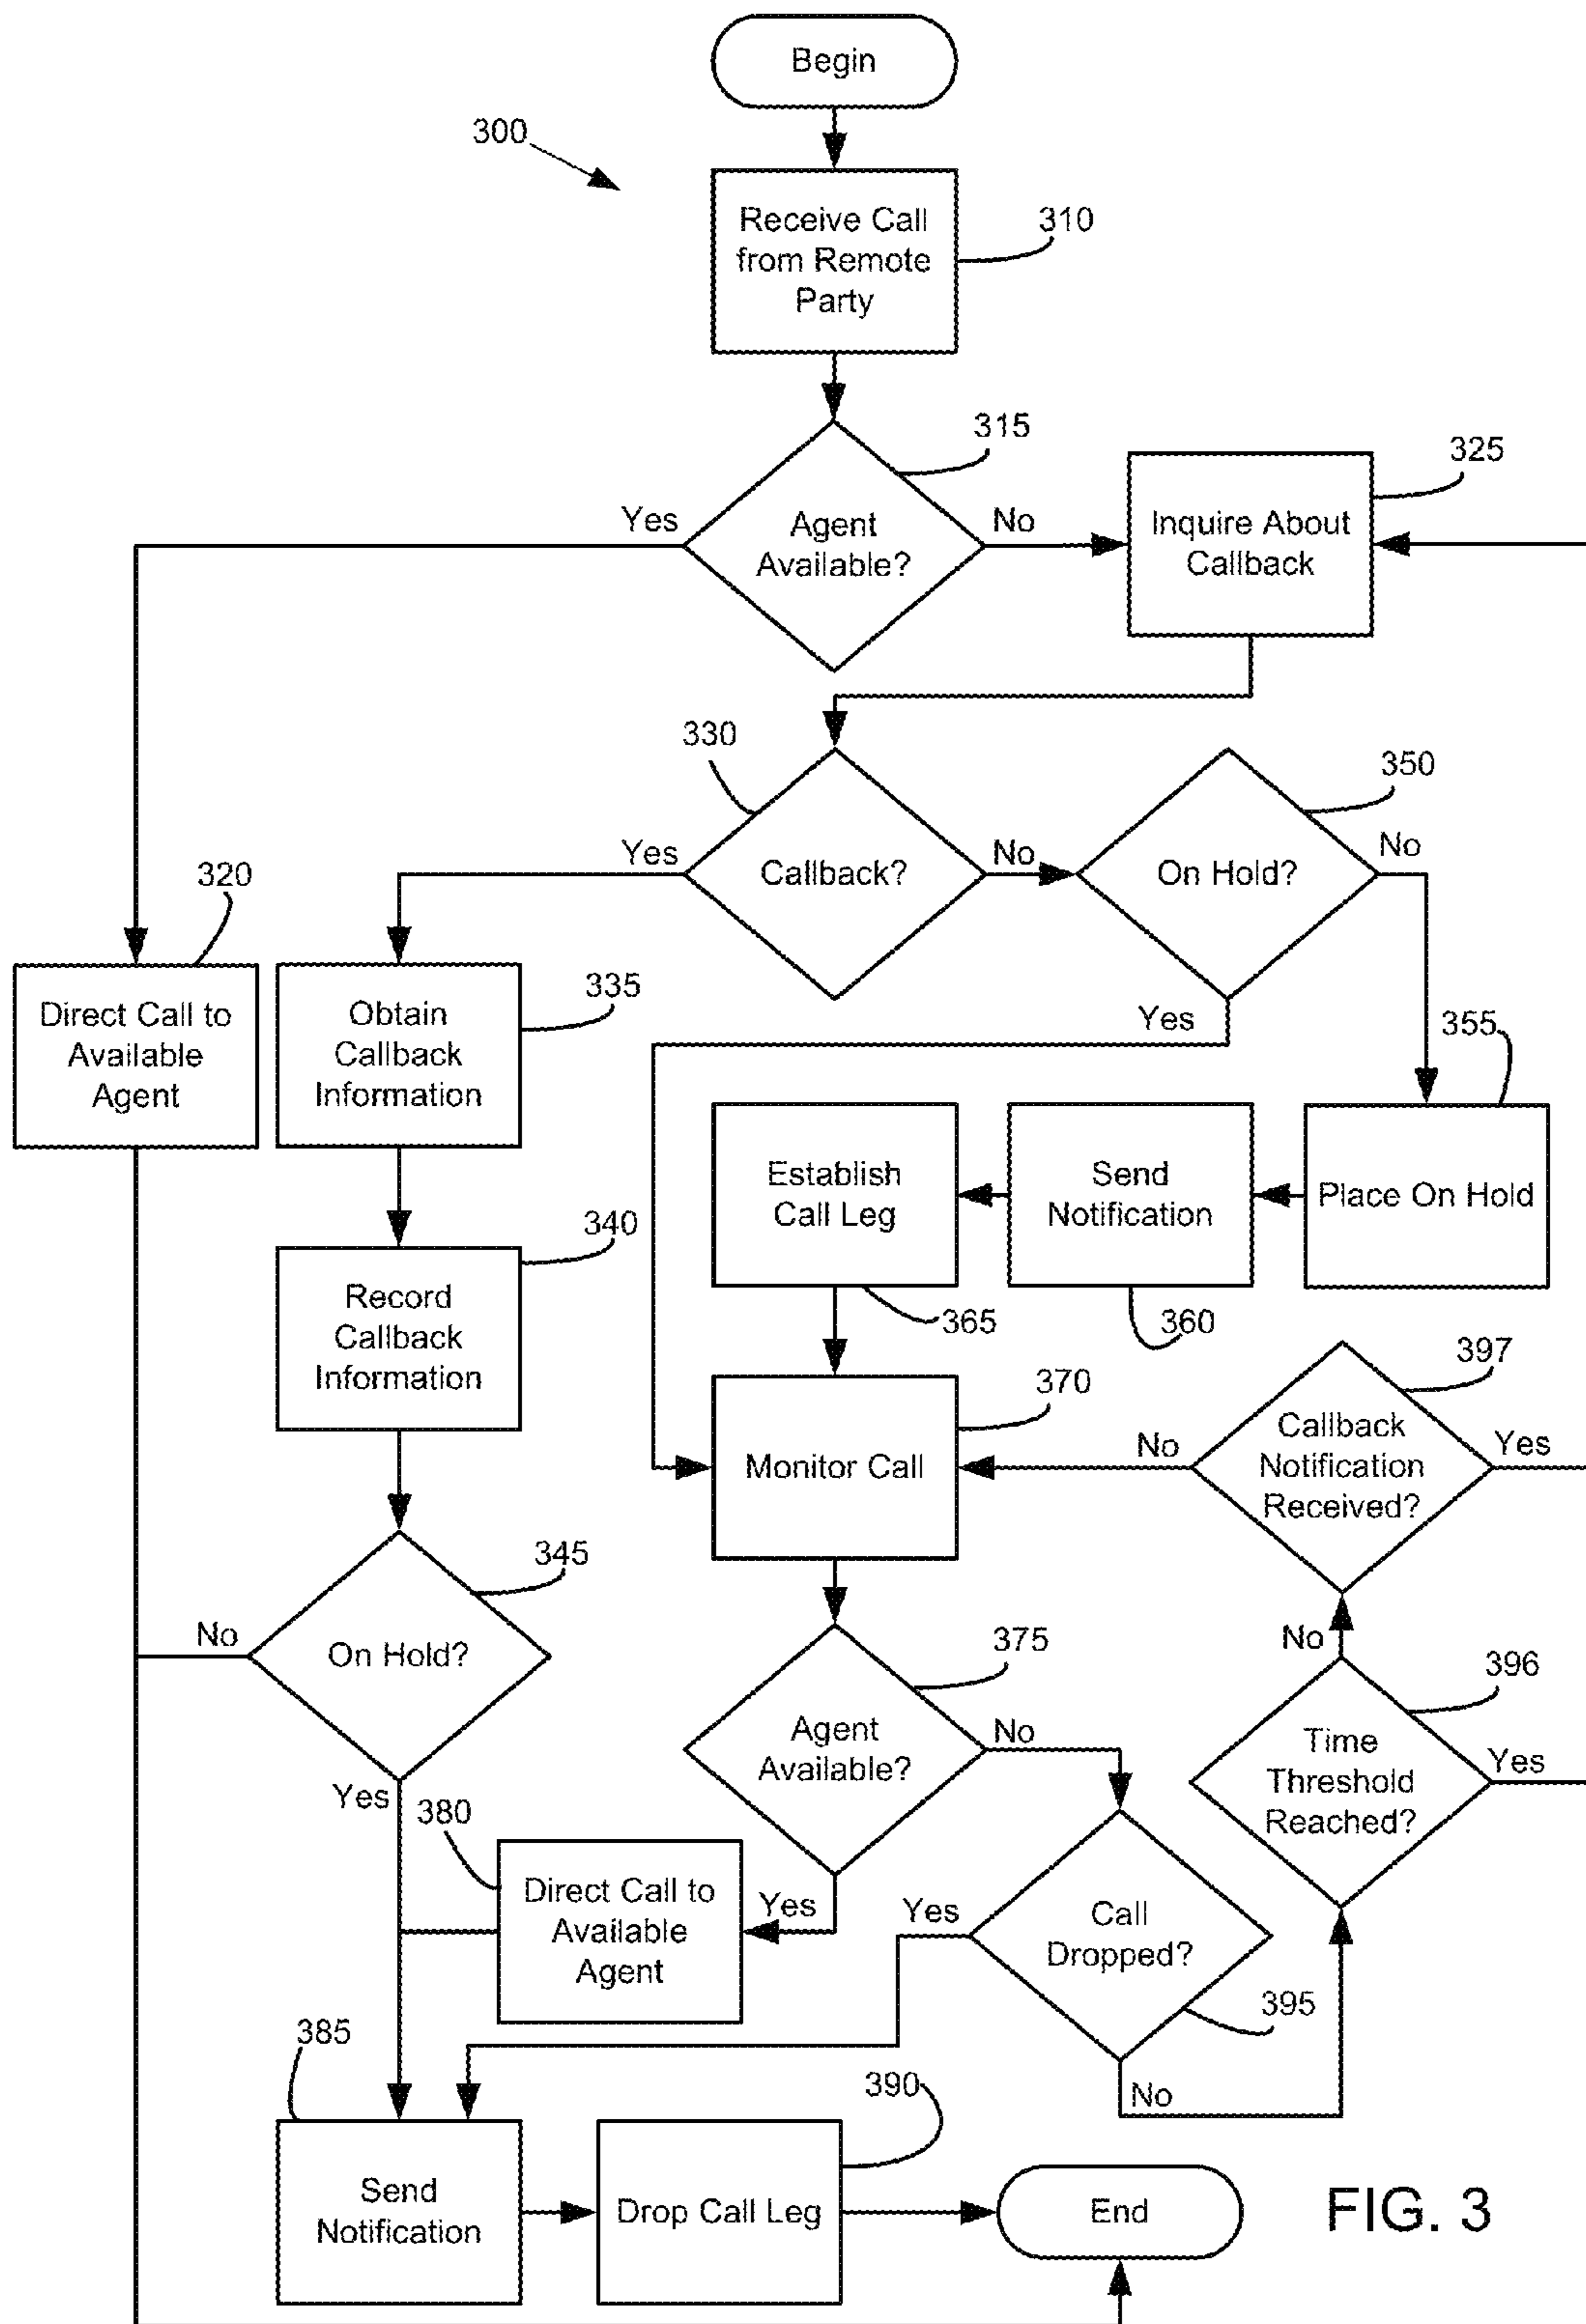 Begin
300
Receive Call
from Remote
Party
310
315
Agent
Available?
Yes
No
325
Inquire About
Callback
330
Callback?
Yes
No
350
On Hold?
No
Yes
320
Direct Call to
Available
Agent
335
Obtain
Callback
Information
355
Place On Hold
Send
Notification
360
Establish
Call Leg
365
340
Record
Callback
Information
370
Monitor Call
397
Callback
Notification
Received?
No
Yes
345
On Hold?
No
Yes
375
Agent
Available?
No
Yes
396
Time
Threshold
Reached?
No
Yes
380
Direct Call to
Available
Agent
Call
Dropped?
Yes
395
No
385
Send
Notification
390
Drop Call Leg
End
FIG. 3